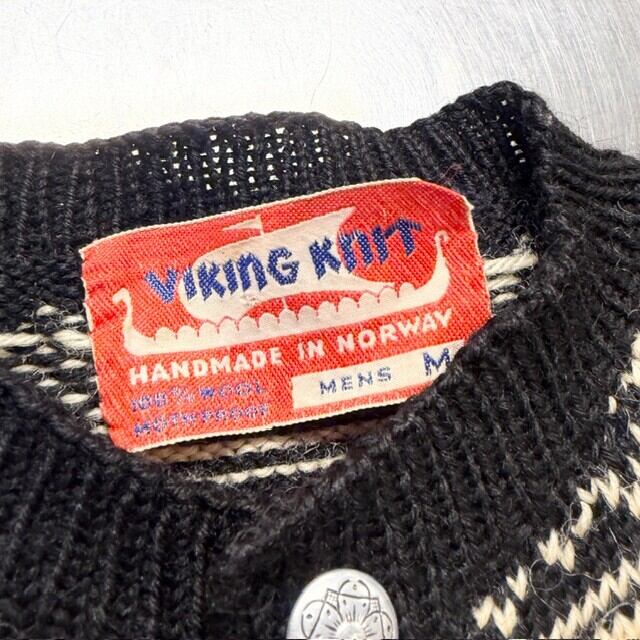 VIKING KNIT
HANDMADE IN NORWAY
100% WOOL
MOTHPROOF
MENS M